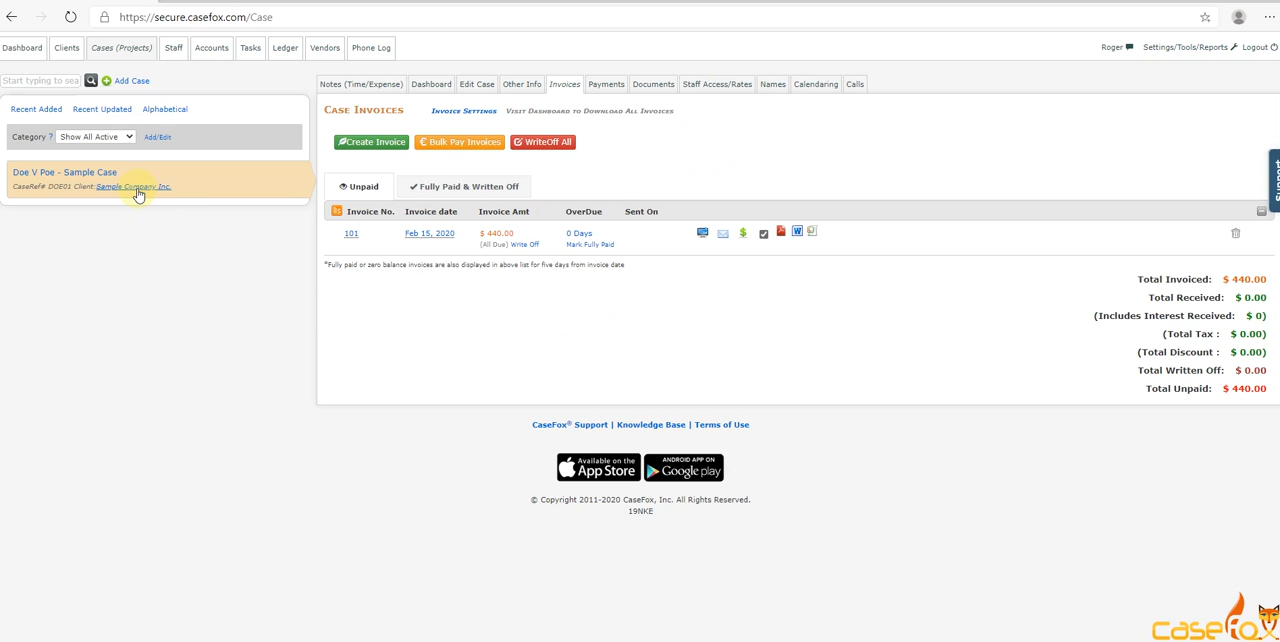 https://secure.casefox.com/Case
Dashboard Clients Cases (Projects) Staff Accounts Tasks Ledger Vendors Phone Log
Roger Settings/Tools/Reports Logout
Start typing to sea Add Case
Recent Added Recent Updated Alphabetical
Category ? Show All Active Add/Edit
Doe V Poe - Sample Case
CaseRef# DOE01 Client: Sample Company Inc.
Notes (Time/Expense) Dashboard Edit Case Other Info Invoices Payments Documents Staff Access/Rates Names Calendaring Calls
Case Invoices Invoice Settings Visit Dashboard to Download All Invoices
Create Invoice € Bulk Pay Invoices WriteOff All
Unpaid Fully Paid & Written Off
Invoice No. Invoice date Invoice Amt OverDue Sent On
101 Feb 15, 2020 $ 440.00 0 Days
(All Due) Write Off Mark Fully Paid
*Fully paid or zero balance invoices are also displayed in above list for five days from invoice date
Total Invoiced: $ 440.00
Total Received: $ 0.00
(Includes Interest Received: $ 0)
(Total Tax : $ 0.00)
(Total Discount : $ 0.00)
Total Written Off: $ 0.00
Total Unpaid: $ 440.00
Support
CaseFox® Support | Knowledge Base | Terms of Use
Available on the App Store
ANDROID APP ON Google play
© Copyright 2011-2020 CaseFox, Inc. All Rights Reserved.
19NKE
casefox